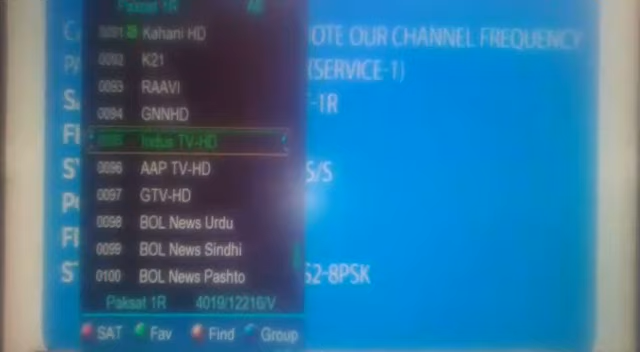 Paksat 1R All
0091 Kahani HD
0092 K21
0093 RAAVI
0094 GNNHD
0095 Indus TV-HD
0096 AAP TV-HD
0097 GTV-HD
0098 BOL News Urdu
0099 BOL News Sindhi
0100 BOL News Pashto
Paksat 1R 4019/12216/V
SAT Fav Find Group
OTE OUR CHANNEL FREQUENCY
(SERVICE-1)
-1R
S/S
S2-8PSK